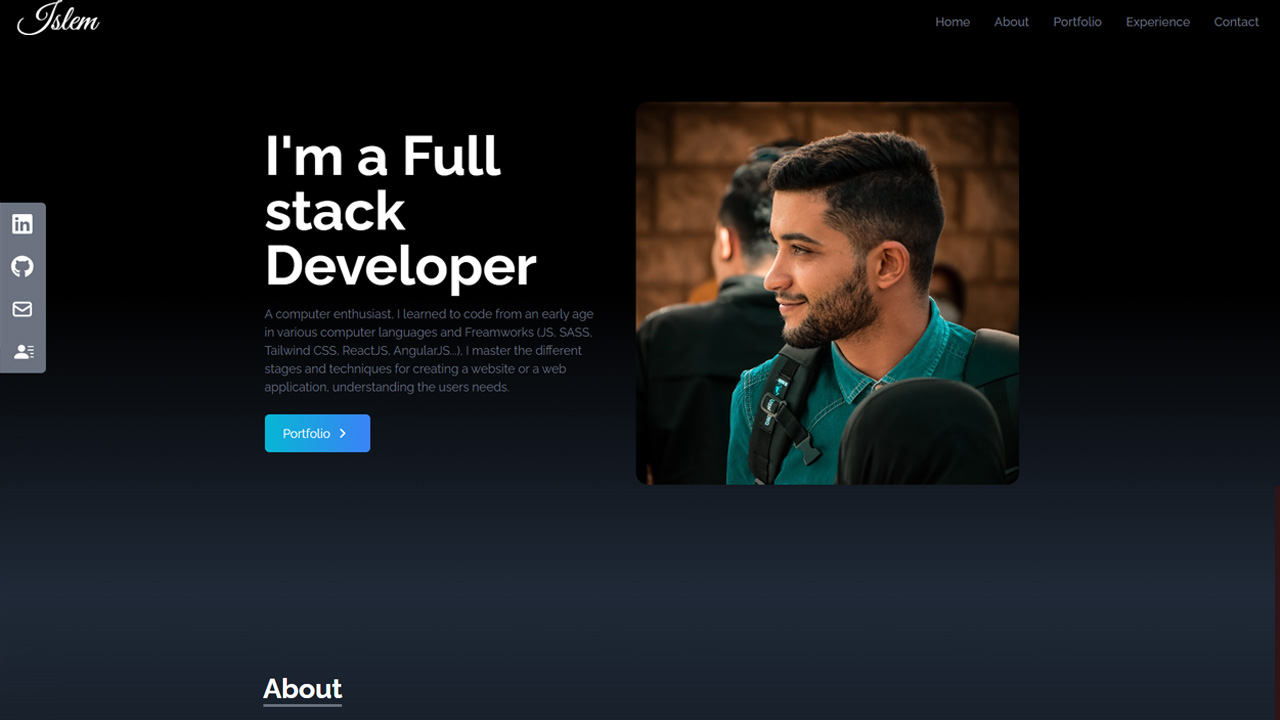 Islem
Home About Portfolio Experience Contact
I'm a Full
stack
Developer
A computer enthusiast, I learned to code from an early age
in various computer languages and Freamworks (JS, SASS,
Tailwind CSS, ReactJS, AngularJS...), I master the different
stages and techniques for creating a website or a web
application. understanding the users needs.
Portfolio
About